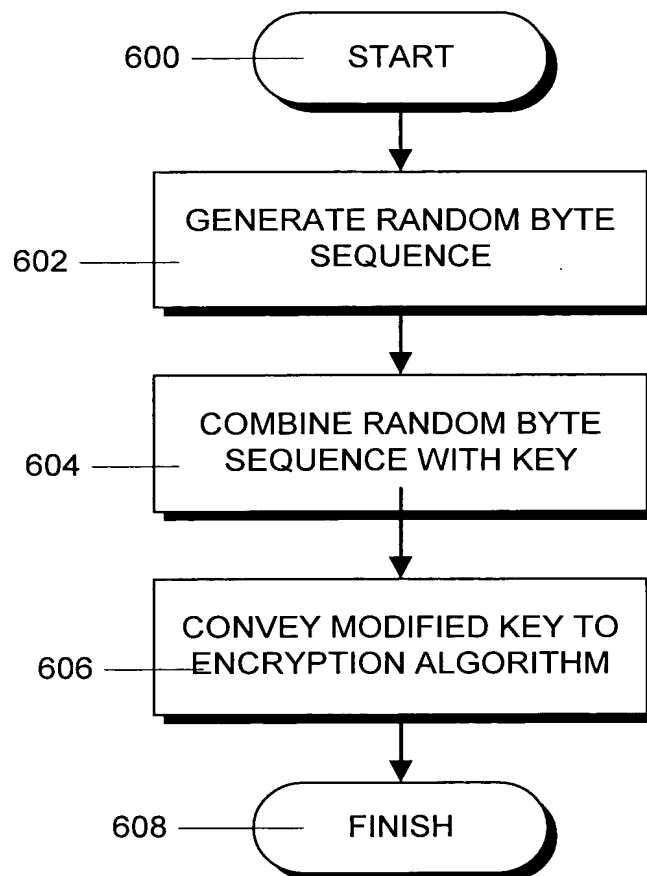 600
START
602
GENERATE RANDOM BYTE
SEQUENCE
604
COMBINE RANDOM BYTE
SEQUENCE WITH KEY
606
CONVEY MODIFIED KEY TO
ENCRYPTION ALGORITHM
608
FINISH